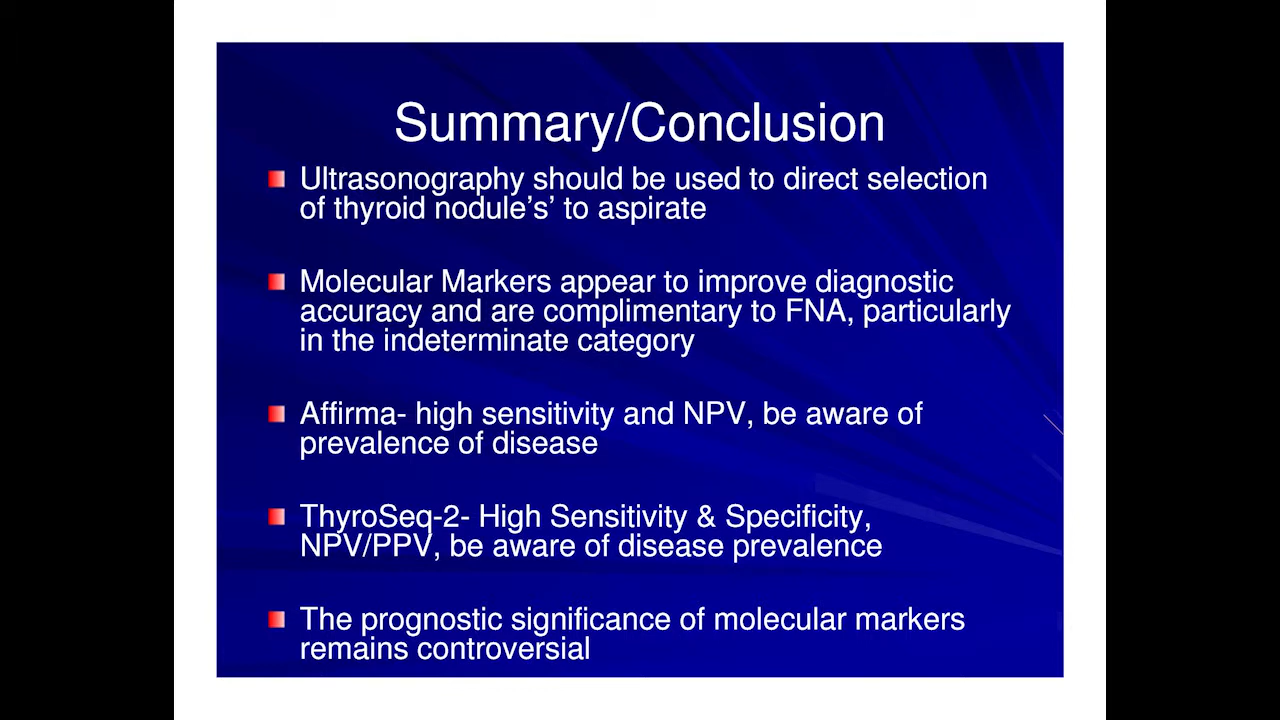 Summary/Conclusion
Ultrasonography should be used to direct selection
of thyroid nodule’s’ to aspirate
Molecular Markers appear to improve diagnostic
accuracy and are complimentary to FNA, particularly
in the indeterminate category
Affirma- high sensitivity and NPV, be aware of
prevalence of disease
ThyroSeq-2- High Sensitivity & Specificity,
NPV/PPV, be aware of disease prevalence
The prognostic significance of molecular markers
remains controversial